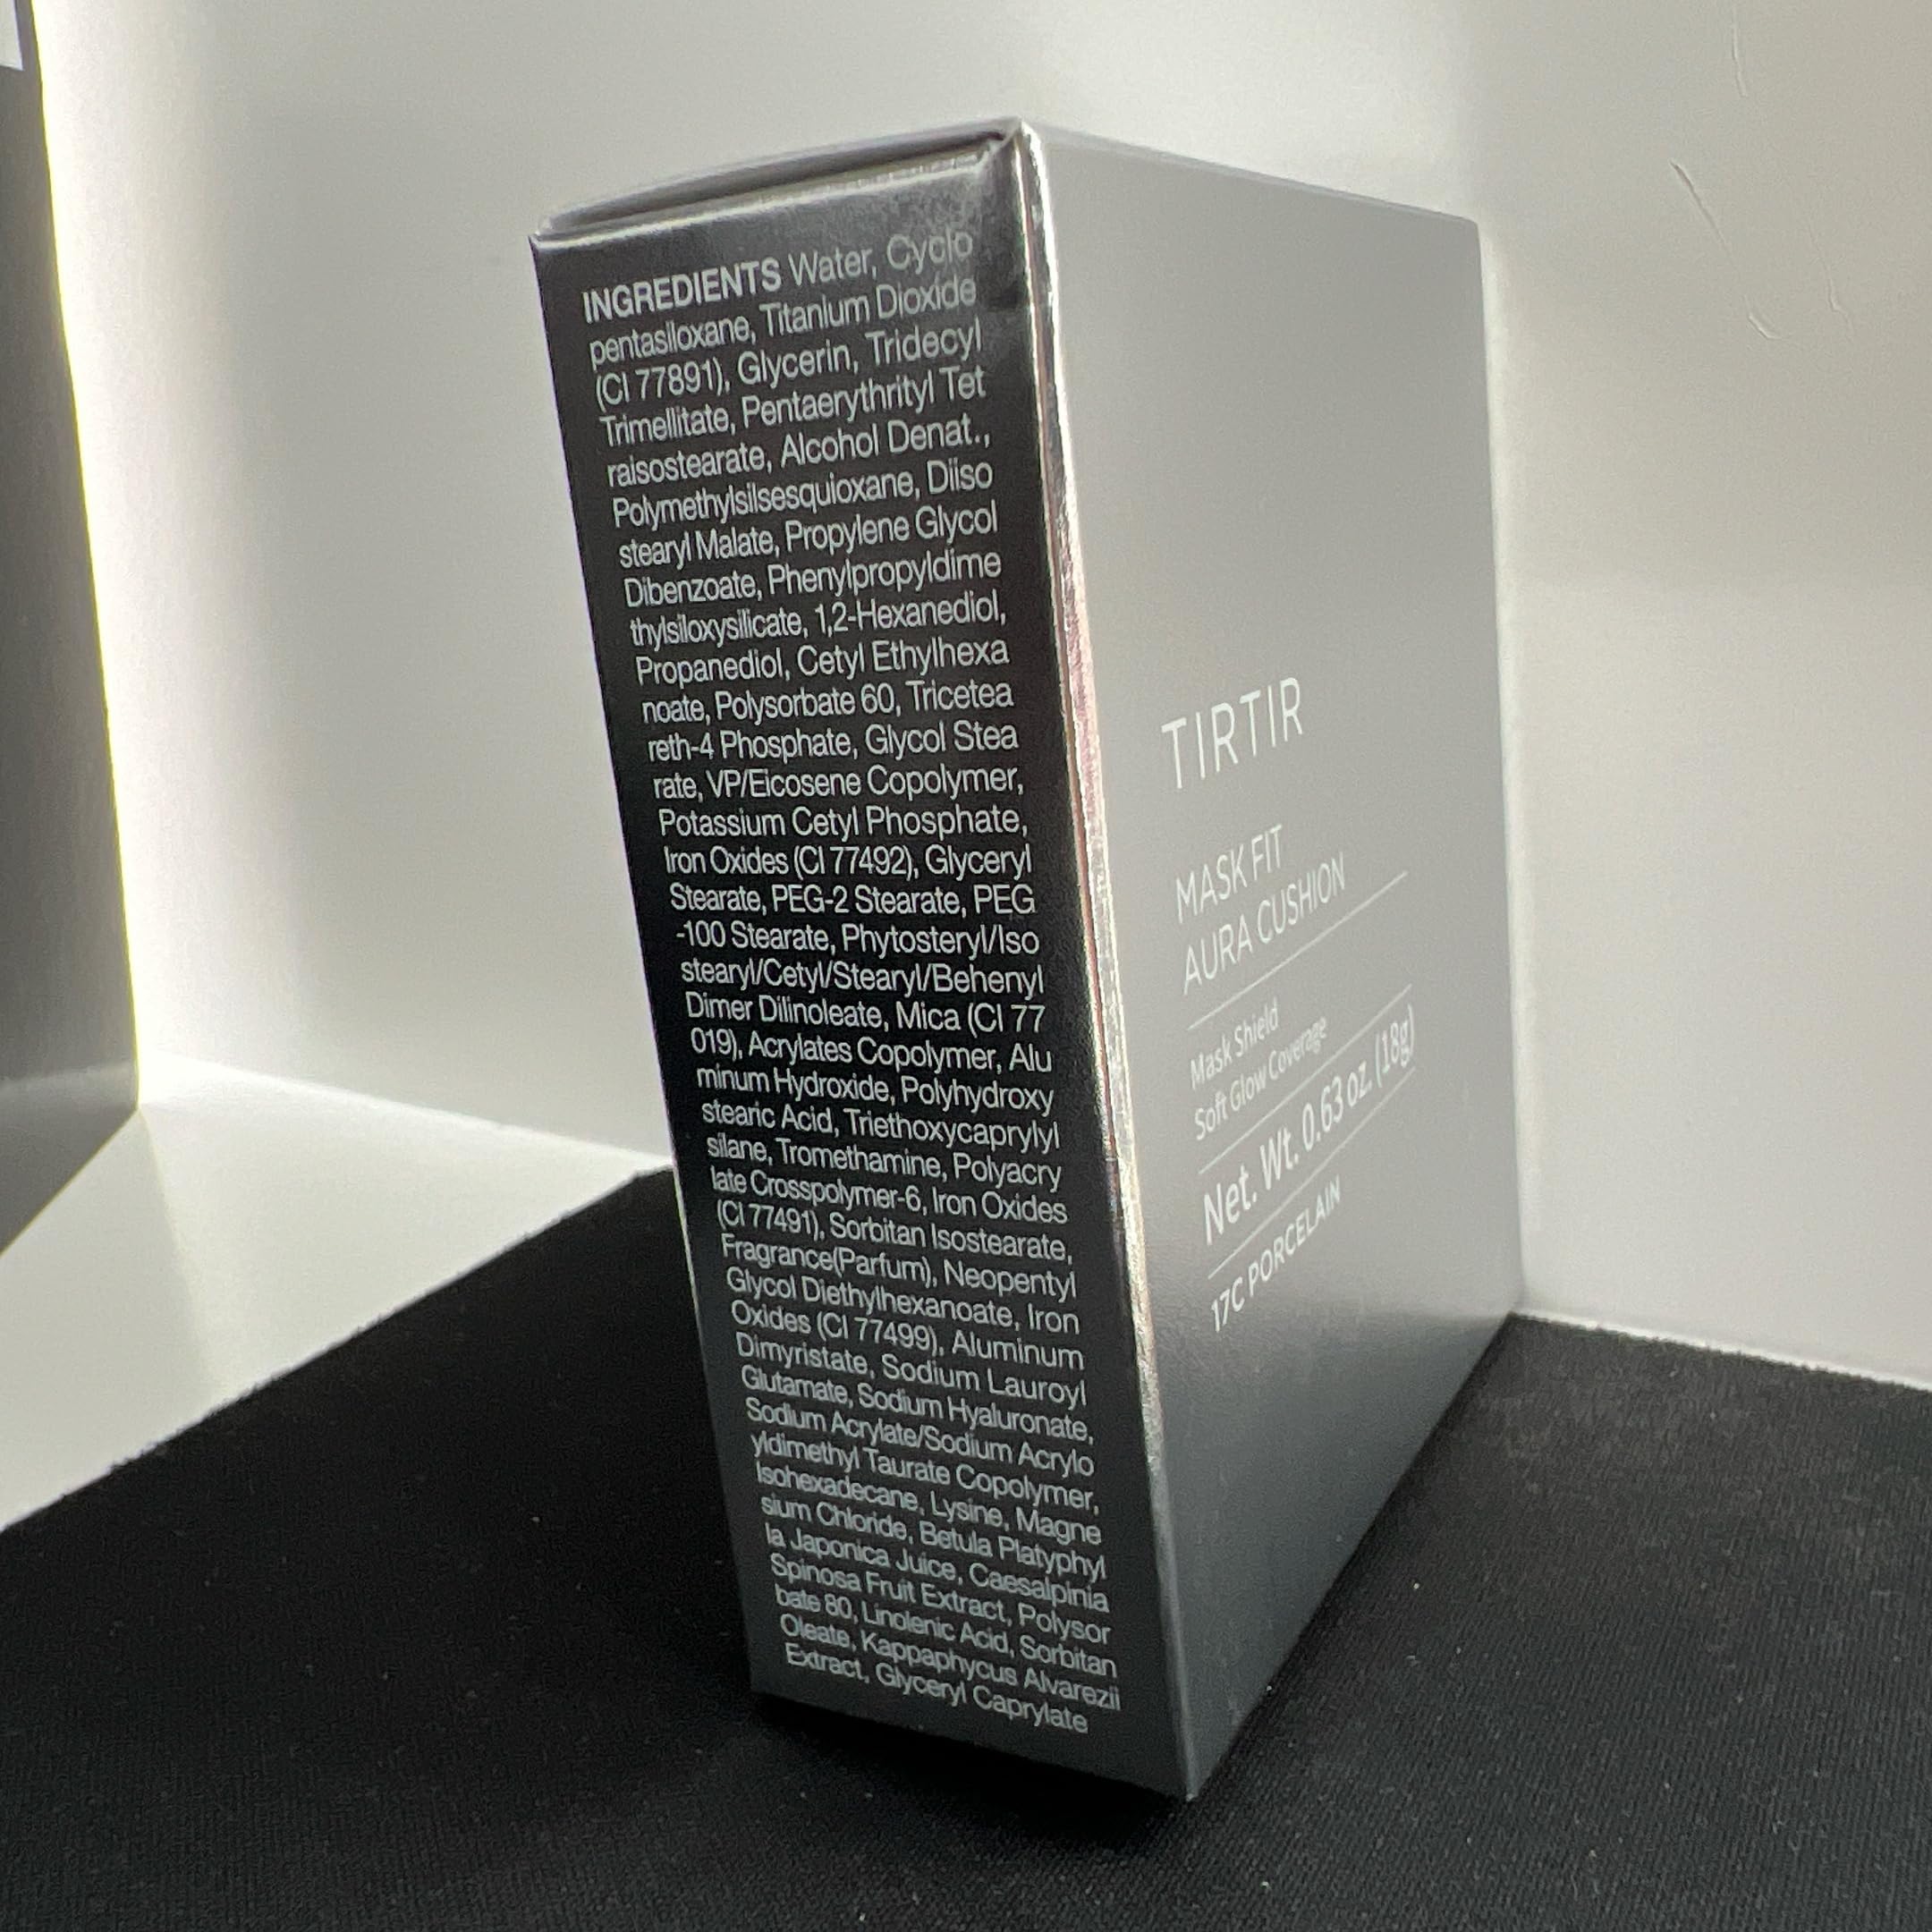 INGREDIENTS Water, Cyclo
pentasiloxane, Titanium Dioxide
(CI 77891), Glycerin, Tridecyl
Trimellitate, Pentaerythrityl Tet
raisostearate, Alcohol Denat.,
Polymethylsilsesquioxane, Diiso
stearyl Malate, Propylene Glycol
Dibenzoate, Phenylpropyldime
thylsiloxysilicate, 1,2-Hexanediol,
Propanediol, Cetyl Ethylhexa
noate, Polysorbate 60, Tricetea
reth-4 Phosphate, Glycol Stea
rate, VP/Eicosene Copolymer,
Potassium Cetyl Phosphate,
Iron Oxides (CI 77492), Glyceryl
Stearate, PEG-2 Stearate, PEG
-100 Stearate, Phytosteryl/Iso
stearyl/Cetyl/Stearyl/Behenyl
Dimer Dilinoleate, Mica (CI 77
019), Acrylates Copolymer, Alu
minum Hydroxide, Polyhydroxy
stearic Acid, Triethoxycaprylyl
silane, Tromethamine, Polyacry
late Crosspolymer-6, Iron Oxides
(CI 77491), Sorbitan Isostearate,
Fragrance(Parfum), Neopentyl
Glycol Diethylhexanoate, Iron
Oxides (CI 77499), Aluminum
Dimyristate, Sodium Lauroyl
Glutamate, Sodium Hyaluronate,
Sodium Acrylate/Sodium Acrylo
yldimethyl Taurate Copolymer,
Isohexadecane, Lysine, Magne
sium Chloride, Betula Platyphyl
la Japonica Juice, Caesalpinia
Spinosa Fruit Extract, Polysor
bate 80, Linolenic Acid, Sorbitan
Oleate, Kappaphycus Alvarezii
Extract, Glyceryl Caprylate
TIRTIR
MASK FIT
AURA CUSHION
Mask Shield
Soft Glow Coverage
Net. Wt. 0.63 oz. (18g)
17C PORCELAIN